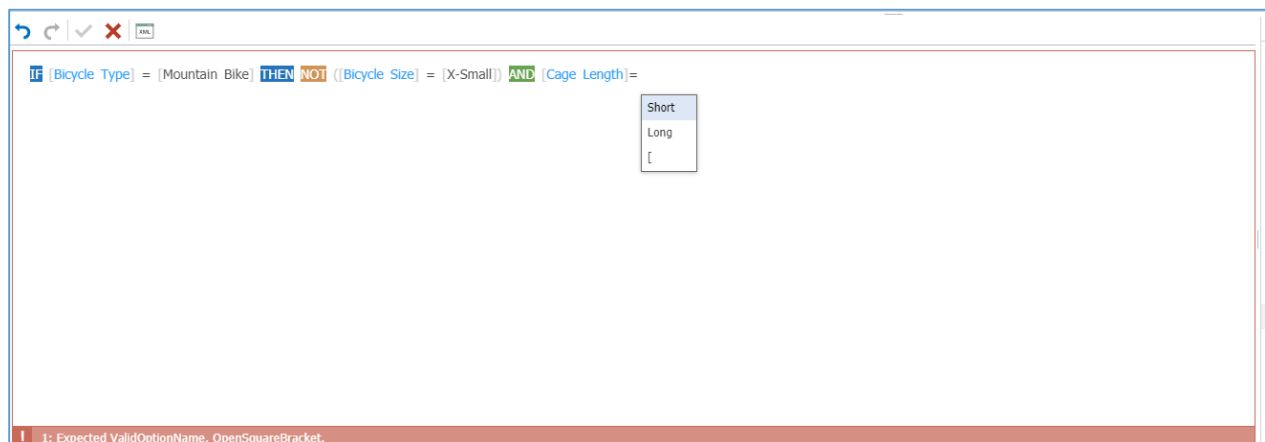 XML
IF [Bicycle Type] = [Mountain Bike] THEN NOT ([Bicycle Size] = [X-Small]) AND [Cage Length]=
Short
Long
[
! 1: Expected ValidOptionName, OpenSquareBracket.